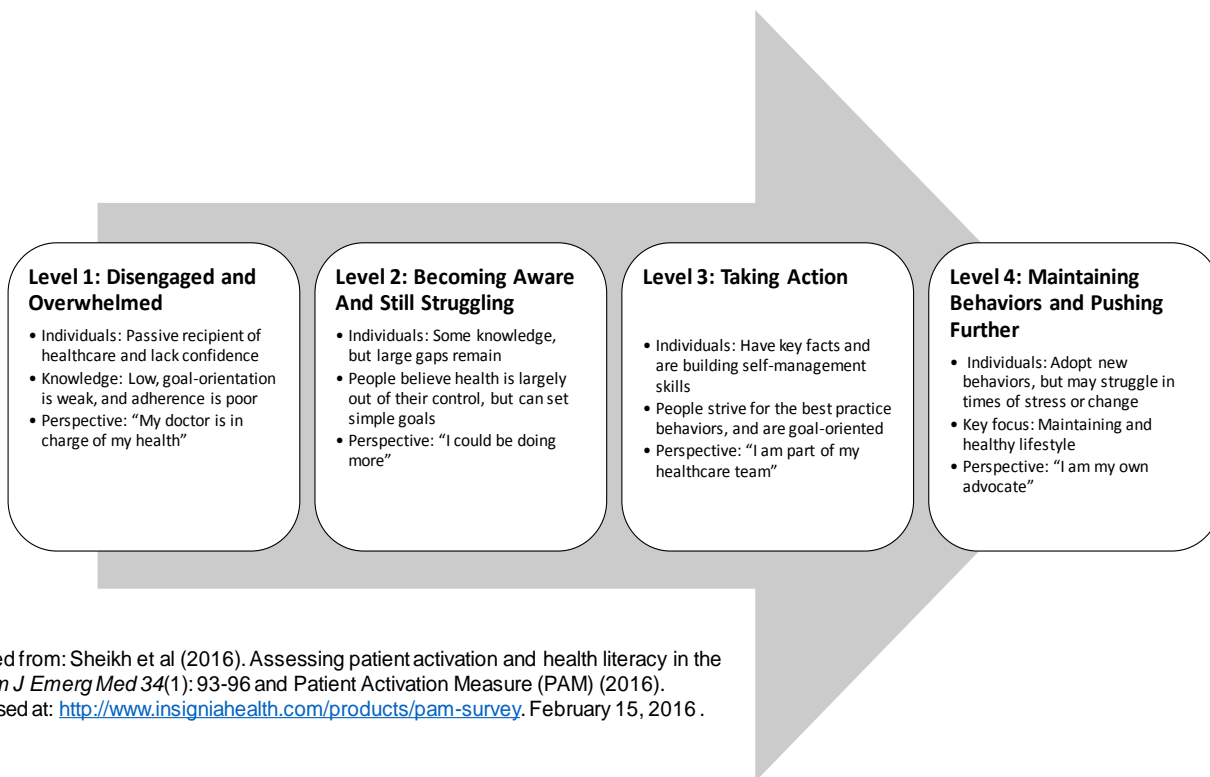 Level 1: Disengaged and
Overwhelmed
• Individuals: Passive recipient of
healthcare and lack confidence
• Knowledge: Low, goal-orientation
is weak, and adherence is poor
• Perspective: “My doctor is in
charge of my health”
Level 2: Becoming Aware
And Still Struggling
• Individuals: Some knowledge,
but large gaps remain
• People believe health is largely
out of their control, but can set
simple goals
• Perspective: “I could be doing
more”
Level 3: Taking Action
• Individuals: Have key facts and
are building self-management
skills
• People strive for the best practice
behaviors, and are goal-oriented
• Perspective: “I am part of my
healthcare team”
Level 4: Maintaining
Behaviors and Pushing
Further
• Individuals: Adopt new
behaviors, but may struggle in
times of stress or change
• Key focus: Maintaining and
healthy lifestyle
• Perspective: “I am my own
advocate”
from: Sheikh et al (2016). Assessing patient activation and health literacy in the
J Emerg Med 34(1): 93-96 and Patient Activation Measure (PAM) (2016).
at: http://www.insigniahealth.com/products/pam-survey. February 15, 2016 .